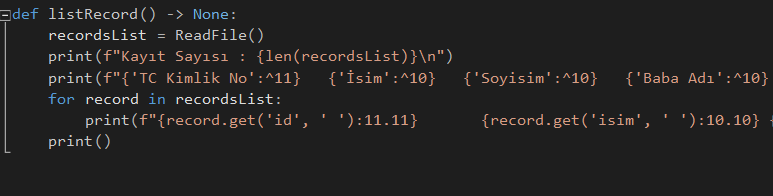 def listRecord() -> None:
    recordsList = ReadFile()
    print(f"Kayıt Sayısı : {len(recordsList)}\n")
    print(f"{'TC Kimlik No':^11}   {'İsim':^10}   {'Soyisim':^10}   {'Baba Adı':^10}
    for record in recordsList:
        print(f"{record.get('id', ' '):11.11}       {record.get('isim', ' '):10.10} {
    print()